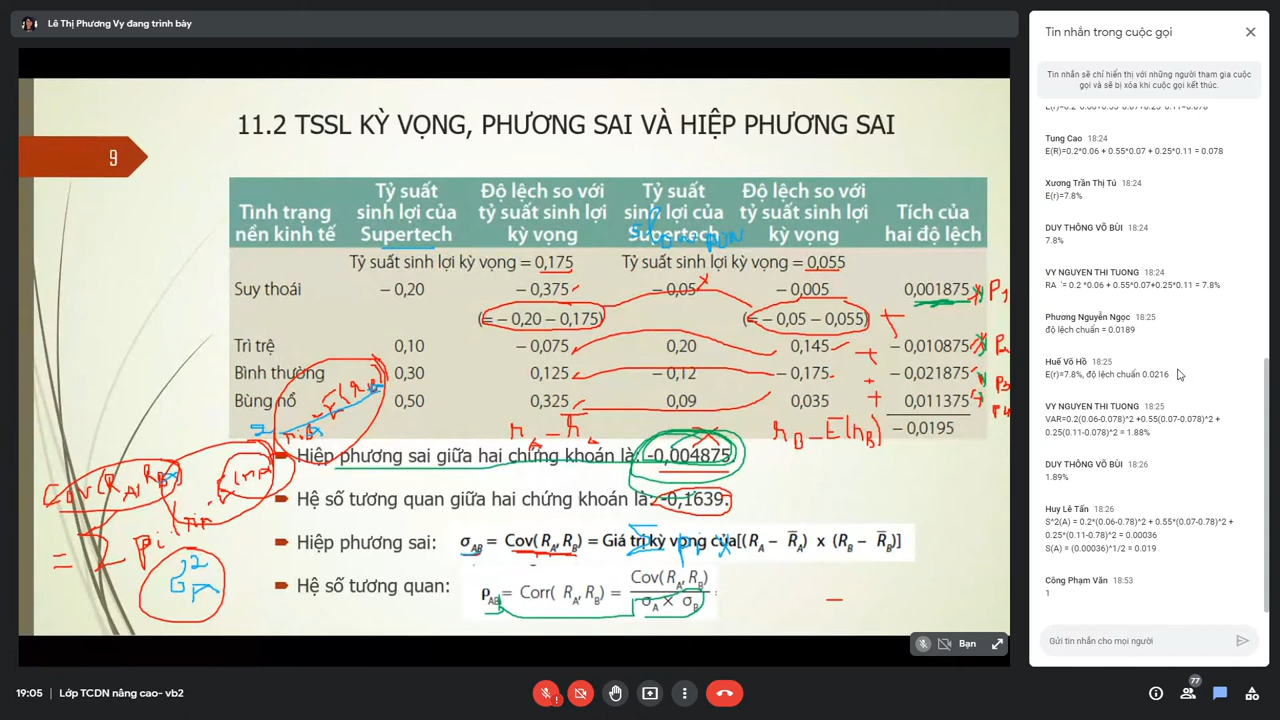 Lê Thị Phương Vy đang trình bày
11.2 TSSL KỲ VỌNG, PHƯƠNG SAI VÀ HIỆP PHƯƠNG SAI
9
Tình trạng nền kinh tế
Tỷ suất sinh lợi của Supertech
Độ lệch so với tỷ suất sinh lợi kỳ vọng
Tỷ suất sinh lợi của Supertech
Độ lệch so với tỷ suất sinh lợi kỳ vọng
Tích của hai độ lệch
Tỷ suất sinh lợi kỳ vọng = 0,175 Tỷ suất sinh lợi kỳ vọng = 0,055
Suy thoái − 0,20 − 0,375 − 0,05 − 0,005 0,001875 P1
(= − 0,20 − 0,175) (= − 0,05 − 0,055)
Trì trệ 0,10 − 0,075 0,20 0,145 − 0,010875
Bình thường 0,30 0,125 − 0,12 − 0,175 − 0,021875 P3
Bùng nổ 0,50 0,325 0,09 0,035 0,011375 P4
− 0,0195
rB − E(rB)
Hiệp phương sai giữa hai chứng khoán là: -0,004875.
Cov(RA, RB)
Hệ số tương quan giữa hai chứng khoán là: -0,1639.
= Σ pi
Hiệp phương sai: σAB = Cov(RA, RB) = Giá trị kỳ vọng của[(RA − R̅A) x (RB − R̅B)]
Hệ số tương quan: ρAB = Corr( RA, RB) = Cov(RA, RB) / σA × σB
Bạn
19:05 Lớp TCDN nâng cao- vb2
77
Tin nhắn trong cuộc gọi
Tin nhắn sẽ chỉ hiển thị với những người tham gia cuộc
gọi và sẽ bị xóa khi cuộc gọi kết thúc.
Tung Cao 18:24
E(R)=0.2*0.06 + 0.55*0.07 + 0.25*0.11 = 0.078
Xương Trần Thị Tú 18:24
E(r)=7.8%
DUY THÔNG VÕ BÙI 18:24
7.8%
VY NGUYEN THI TUONG 18:24
RA `= 0.2 *0.06 + 0.55*0.07+0.25*0.11= 7.8%
Phương Nguyễn Ngọc 18:25
độ lệch chuẩn = 0.0189
Huế Võ Hồ 18:25
E(r)=7.8%, độ lệch chuẩn 0.0216
VY NGUYEN THI TUONG 18:25
VAR=0.2(0.06-0.078)^2 +0.55(0.07-0.078)^2 +
0.25(0.11-0.078)^2 = 1.88%
DUY THÔNG VÕ BÙI 18:26
1.89%
Huy Lê Tấn 18:26
S^2(A) = 0.2*(0.06-0.78)^2 + 0.55(0.07-0.78)^2 +
0.25*(0.11-0.78)^2 = 0.00036
S(A) = (0.00036)^1/2 = 0.019
Công Phạm Văn 18:53
1
Gửi tin nhắn cho mọi người